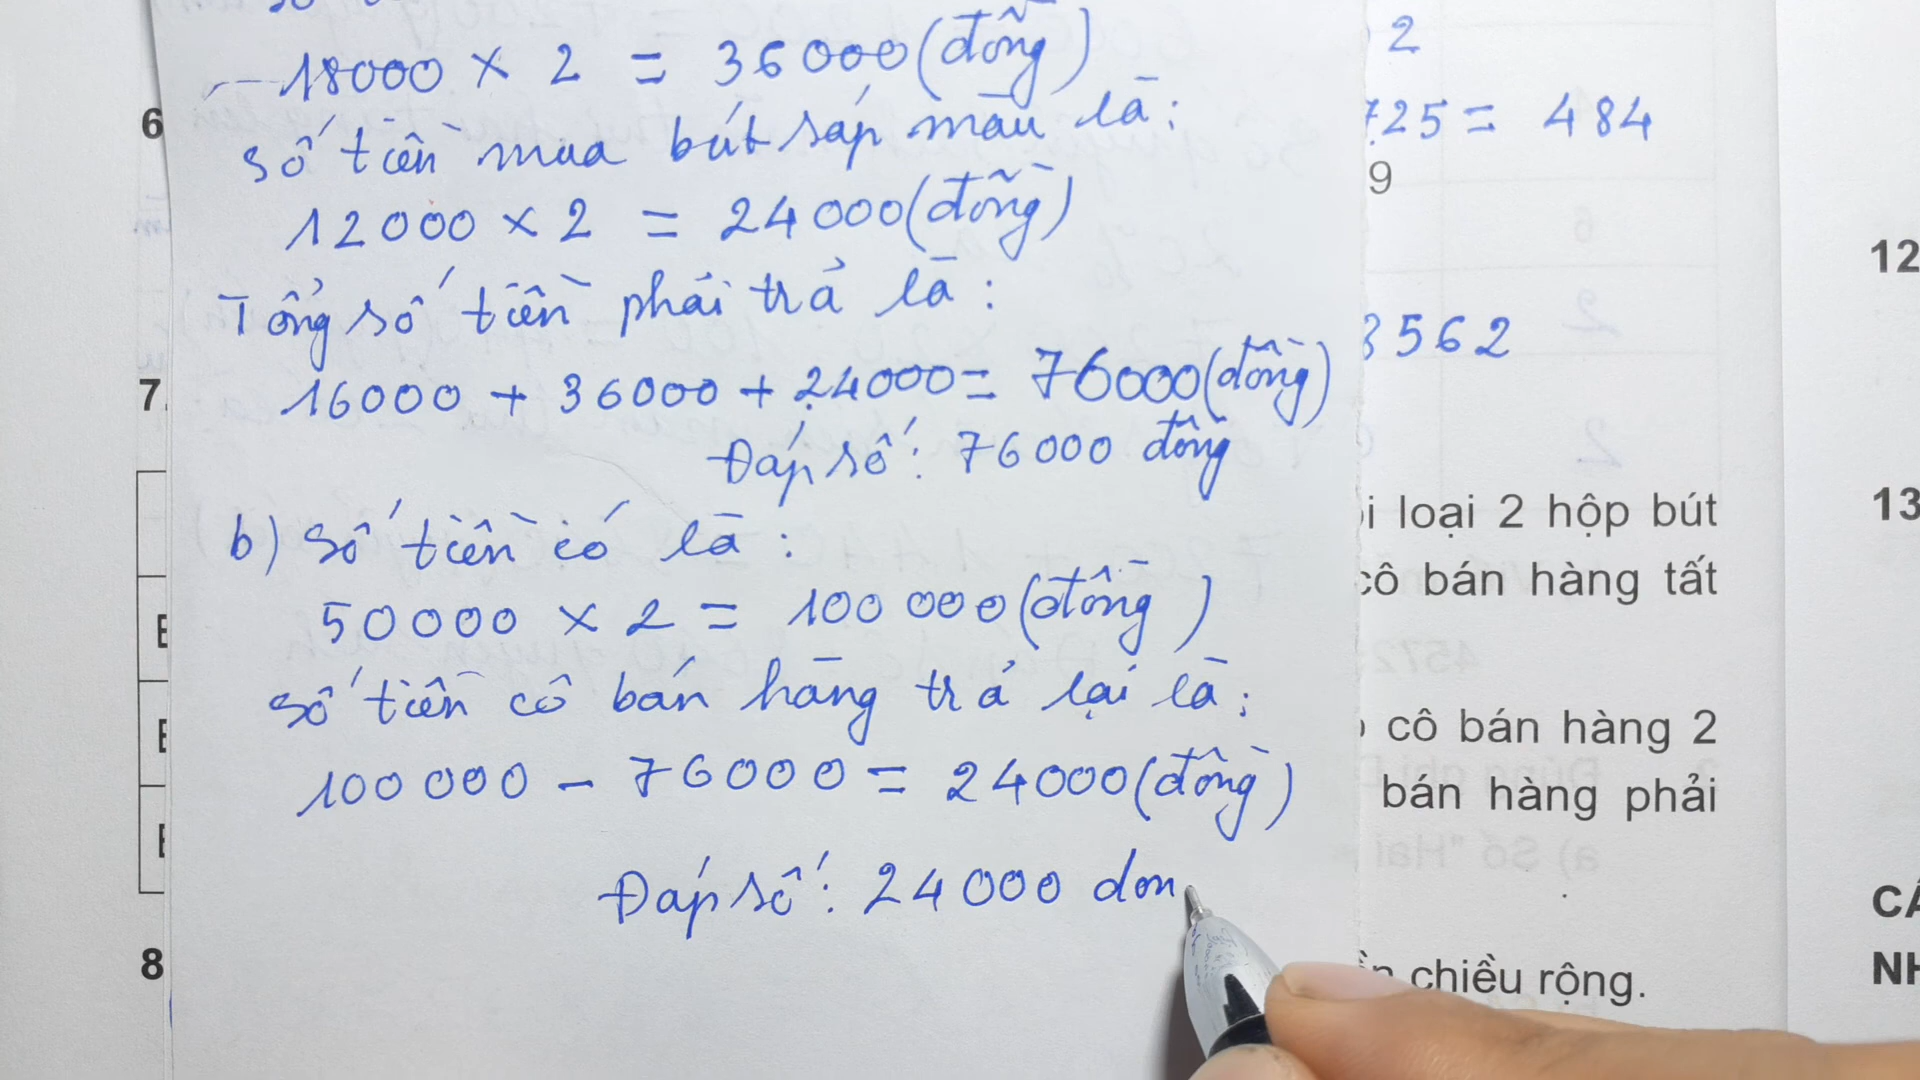 18000 × 2 = 36000 (đồng)
số tiền mua bút sáp màu là:
12000 × 2 = 24000 (đồng)
Tổng số tiền phải trả là:
16000 + 36000 + 24000 = 76000 (đồng)
Đáp số: 76000 đồng
b) Số tiền có là:
50000 × 2 = 100 000 (đồng)
số tiền cô bán hàng trả lại là:
100 000 - 76000 = 24000 (đồng)
Đáp số: 24000 don
6
7.
8
2
725 = 484
9
3562
loại 2 hộp bút
cô bán hàng tất
cô bán hàng 2
bán hàng phải
chiều rộng.
12
13